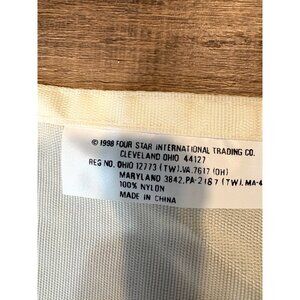 © 1998 FOUR STAR INTERNATIONAL TRADING CO.
CLEVELAND OHIO 44127
REG NO. OHIO 12773 (TW).VA.7617 (OH)
MARYLAND 3842.PA-2187 (TW). MA-4
100% NYLON
MADE IN CHINA